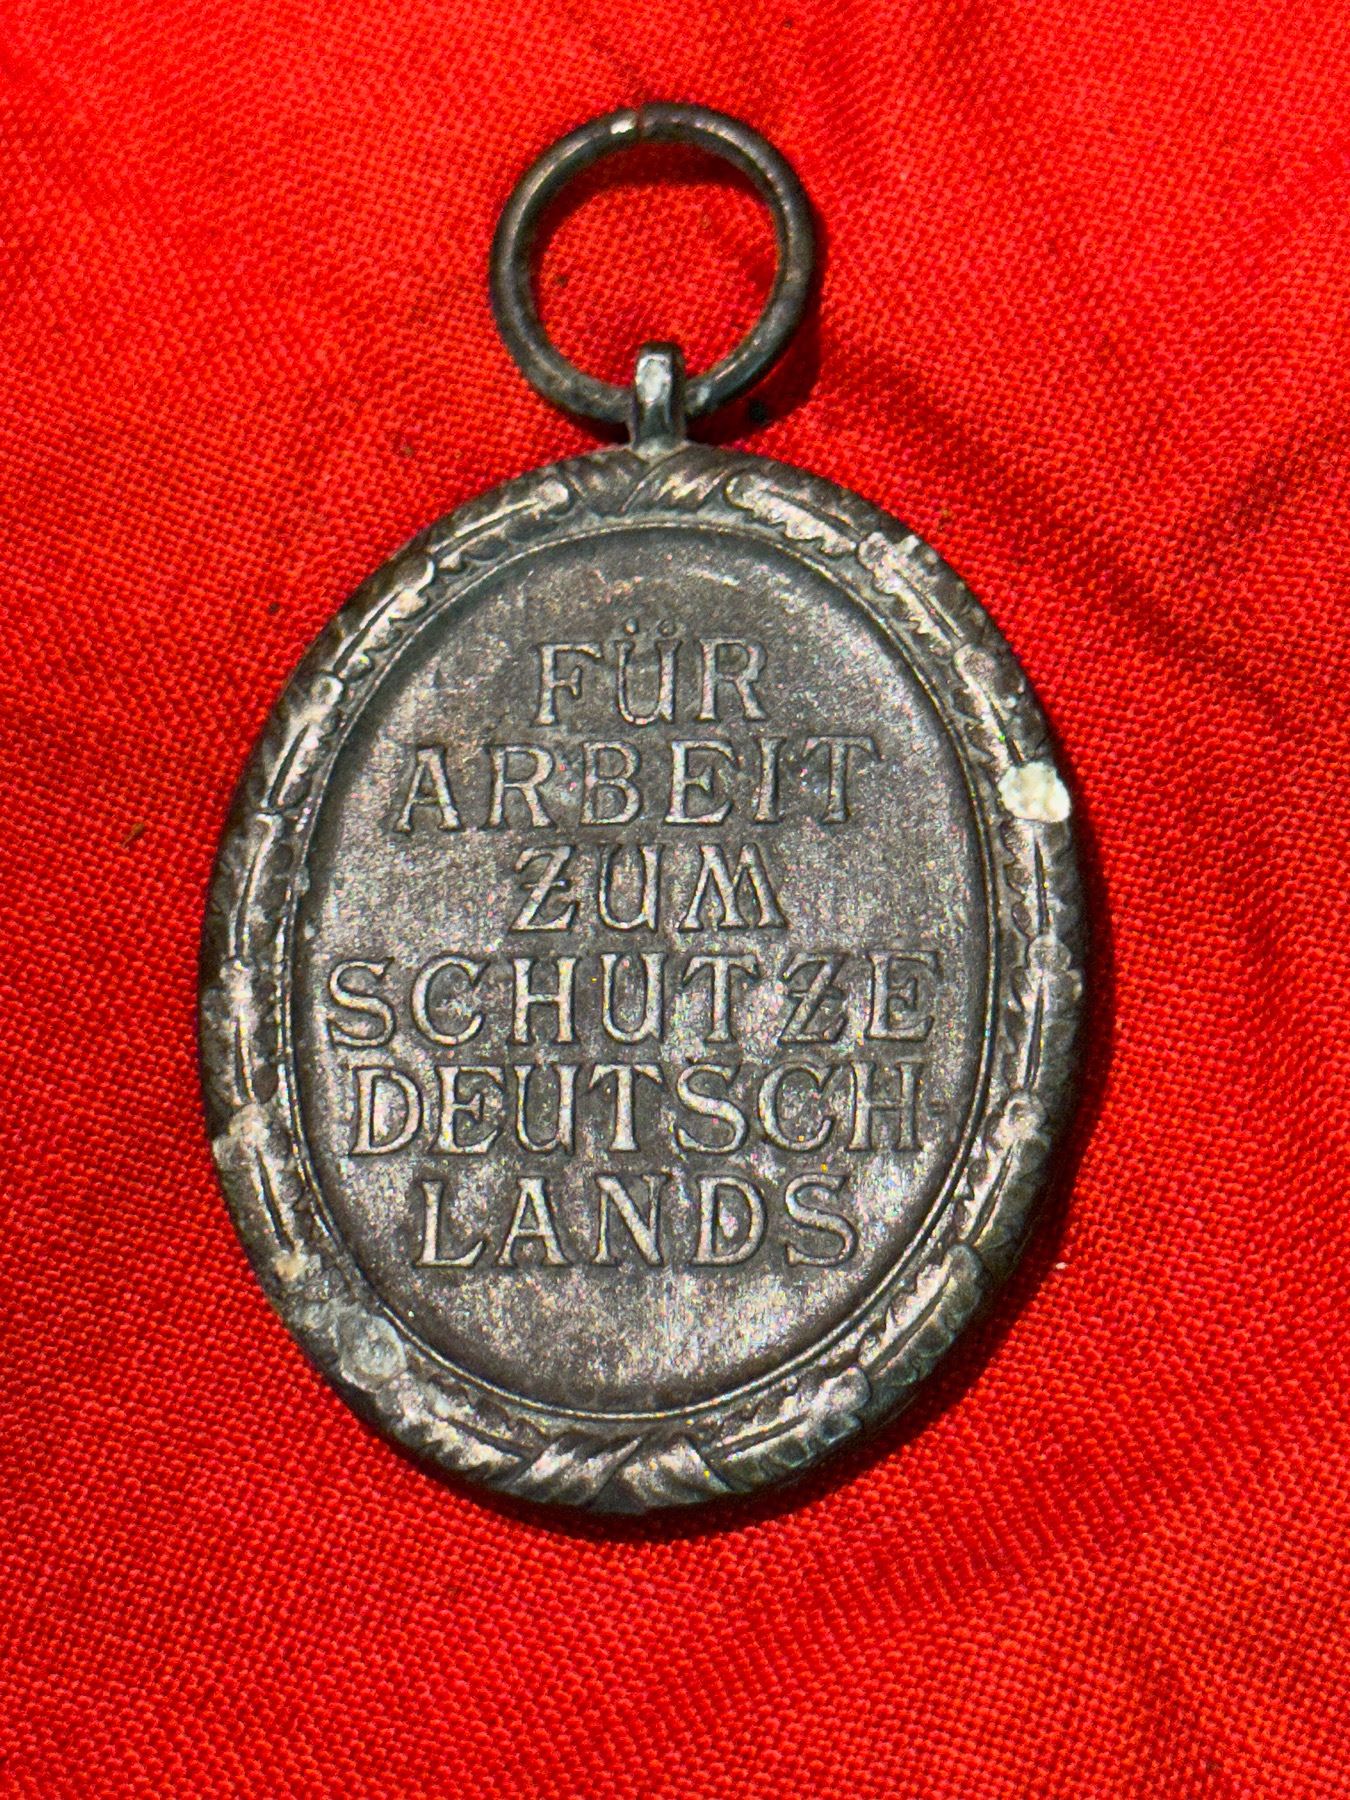 FÜR
ARBEIT
ZUM
SCHUTZE
DEUTSCH-
LANDS